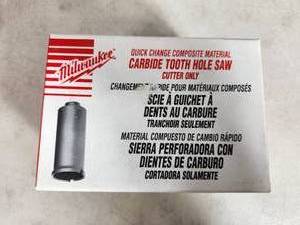 Milwaukee
QUICK CHANGE COMPOSITE MATERIAL
CARBIDE TOOTH HOLE SAW
CUTTER ONLY
CHANGEMENT RAPIDE POUR MATÉRIAUX COMPOSÉS
SCIE À GUICHET À
DENTS AU CARBURE
TRANCHOIR SEULEMENT
MATERIAL COMPUESTO DE CAMBIO RÁPIDO
SIERRA PERFORADORA CON
DIENTES DE CARBURO
CORTADORA SOLAMENTE